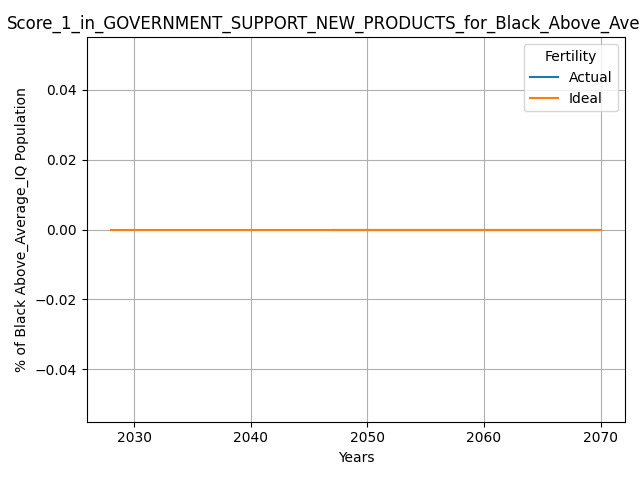 Score_1_in_GOVERNMENT_SUPPORT_NEW_PRODUCTS_for_Black_Above_Ave
Fertility
Actual
Ideal
% of Black Above_Average_IQ Population
0.04
0.02
0.00
−0.02
−0.04
2030
2040
2050
2060
2070
Years